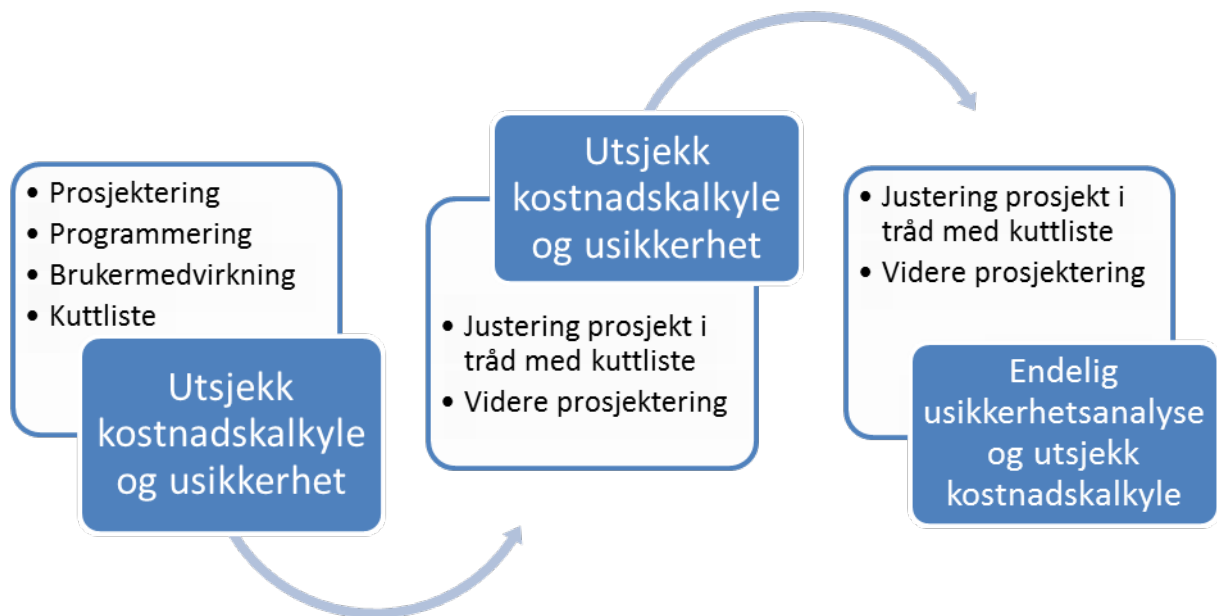 • Prosjektering
• Programmering
• Brukermedvirkning
• Kuttliste
Utsjekk
kostnadskalkyle
og usikkerhet
Utsjekk
kostnadskalkyle
og usikkerhet
• Justering prosjekt i
tråd med kuttliste
• Videre prosjektering
• Justering prosjekt i
tråd med kuttliste
• Videre prosjektering
Endelig
usikkerhetsanalyse
og utsjekk
kostnadskalkyle